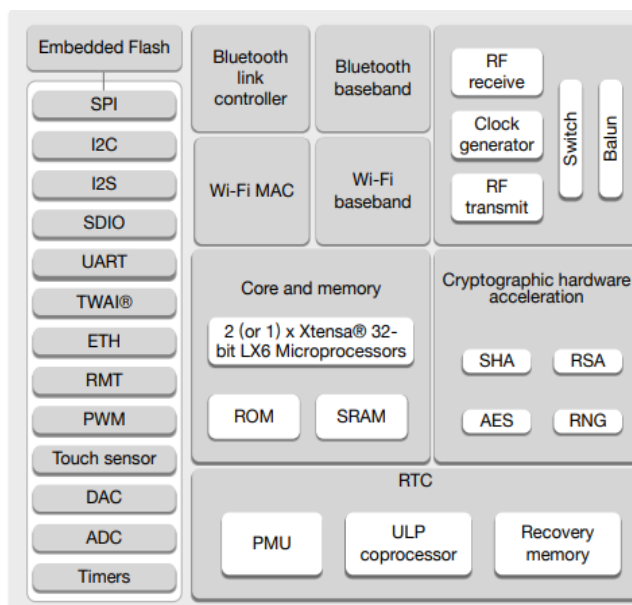 Embedded Flash
SPI
I2C
I2S
SDIO
UART
TWAI®
ETH
RMT
PWM
Touch sensor
DAC
ADC
Timers
Bluetooth
link
controller
Bluetooth
baseband
Wi-Fi MAC
Wi-Fi
baseband
RF
receive
Clock
generator
RF
transmit
Switch
Balun
Core and memory
2 (or 1) x Xtensa® 32-
bit LX6 Microprocessors
ROM
SRAM
Cryptographic hardware
acceleration
SHA
RSA
AES
RNG
RTC
PMU
ULP
coprocessor
Recovery
memory